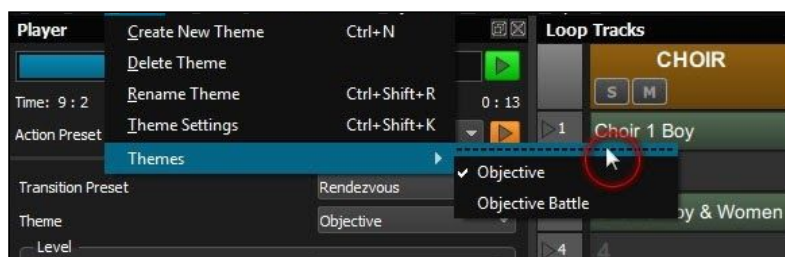 Player
Create New Theme Ctrl+N
Delete Theme
Rename Theme Ctrl+Shift+R
Theme Settings Ctrl+Shift+K
Themes
Objective
Objective Battle
Time: 9 : 2
0 : 13
Action Preset
Transition Preset
Rendezvous
Theme
Objective
Level
Loop Tracks
CHOIR
S M
1 Choir 1 Boy
y & Women
4 4